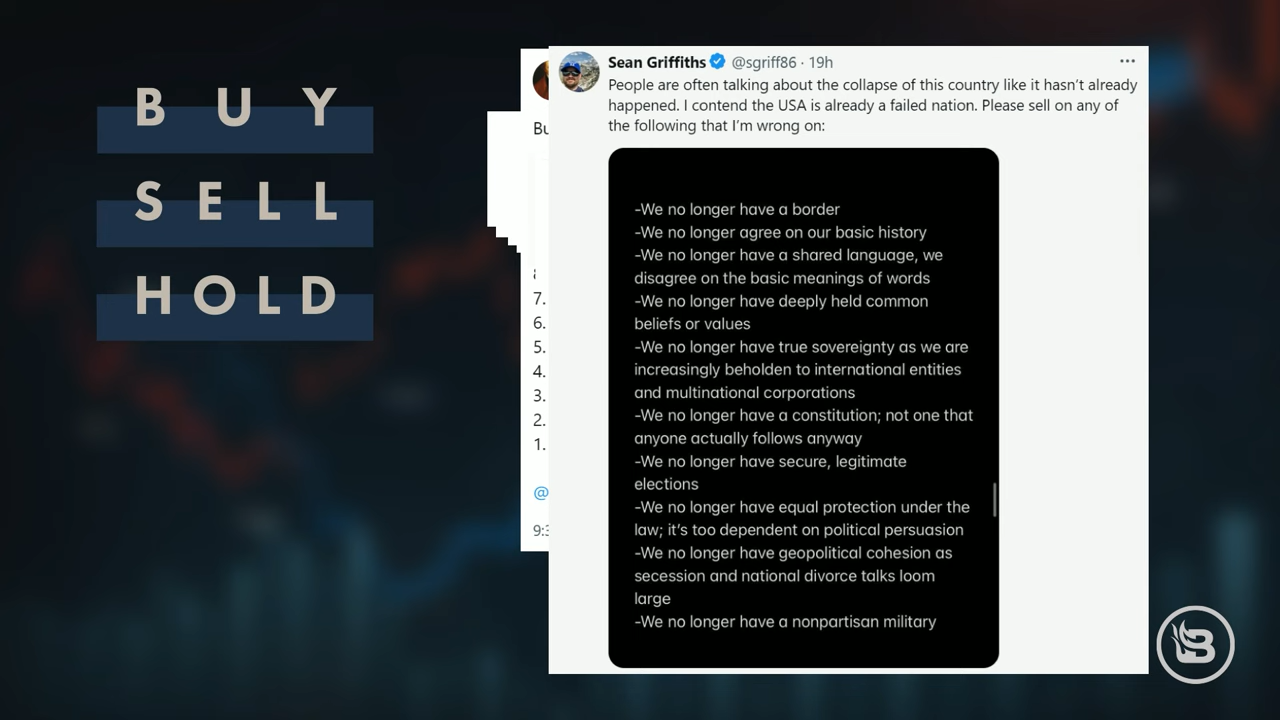 BUY
SELL
HOLD
Sean Griffiths @sgriff86 · 19h
People are often talking about the collapse of this country like it hasn’t already
happened. I contend the USA is already a failed nation. Please sell on any of
the following that I’m wrong on:
-We no longer have a border
-We no longer agree on our basic history
-We no longer have a shared language, we
disagree on the basic meanings of words
-We no longer have deeply held common
beliefs or values
-We no longer have true sovereignty as we are
increasingly beholden to international entities
and multinational corporations
-We no longer have a constitution; not one that
anyone actually follows anyway
-We no longer have secure, legitimate
elections
-We no longer have equal protection under the
law; it’s too dependent on political persuasion
-We no longer have geopolitical cohesion as
secession and national divorce talks loom
large
-We no longer have a nonpartisan military
7.
6.
5.
4.
3.
2.
1.
@
B